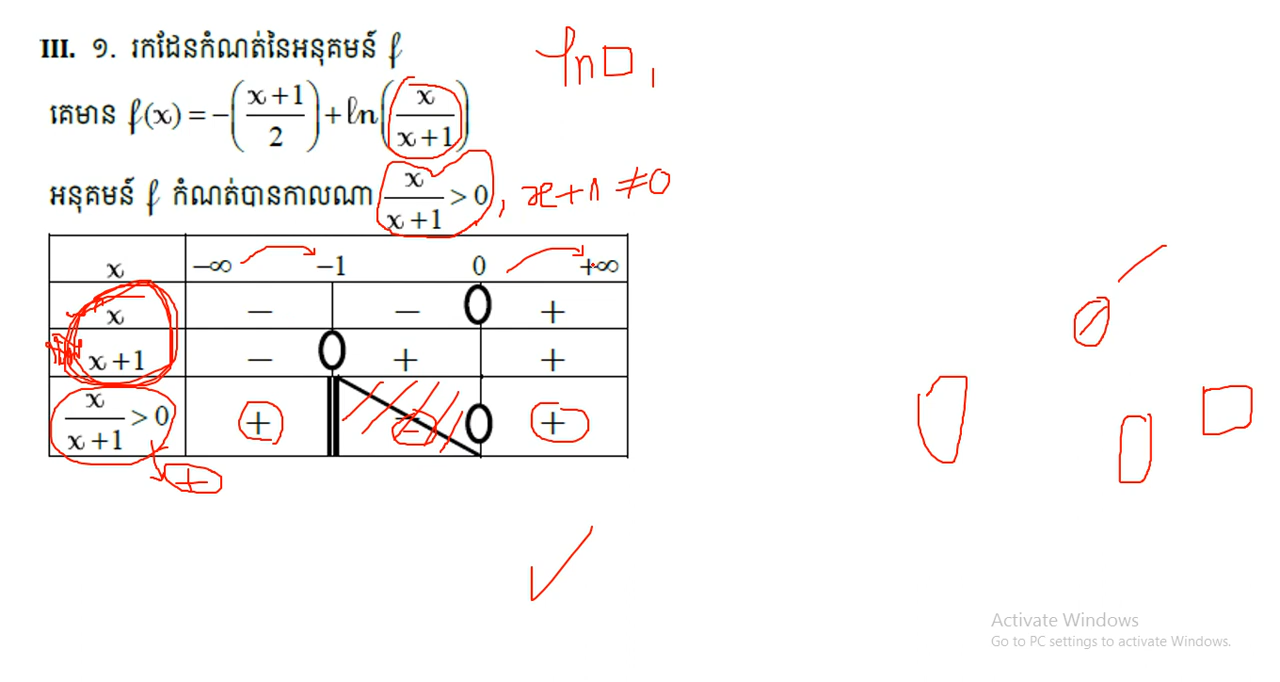 III. ១. រកដែនកំណត់នៃអនុគមន៍ f
ln□,
គេមាន f(x) = -((x+1)/2) + ln(x/(x+1))
អនុគមន៍ f កំណត់បានកាលណា x/(x+1) > 0, x+1 ≠ 0
x −∞ −1 0 +∞
x − − 0 +
x+1 − 0 + +
x/(x+1) > 0 + || − 0 +
+
Activate Windows
Go to PC settings to activate Windows.